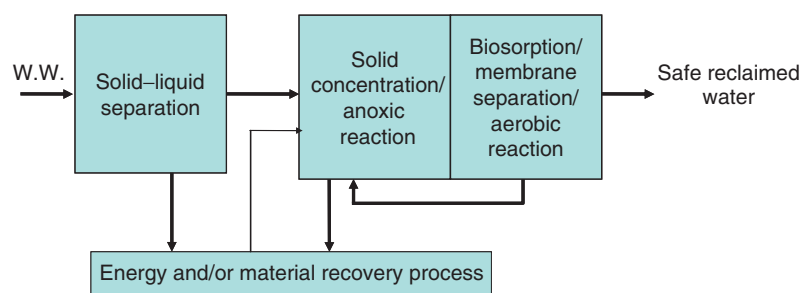 W.W.
Solid–liquid
separation
Solid
concentration/
anoxic
reaction
Biosorption/
membrane
separation/
aerobic
reaction
Safe reclaimed
water
Energy and/or material recovery process